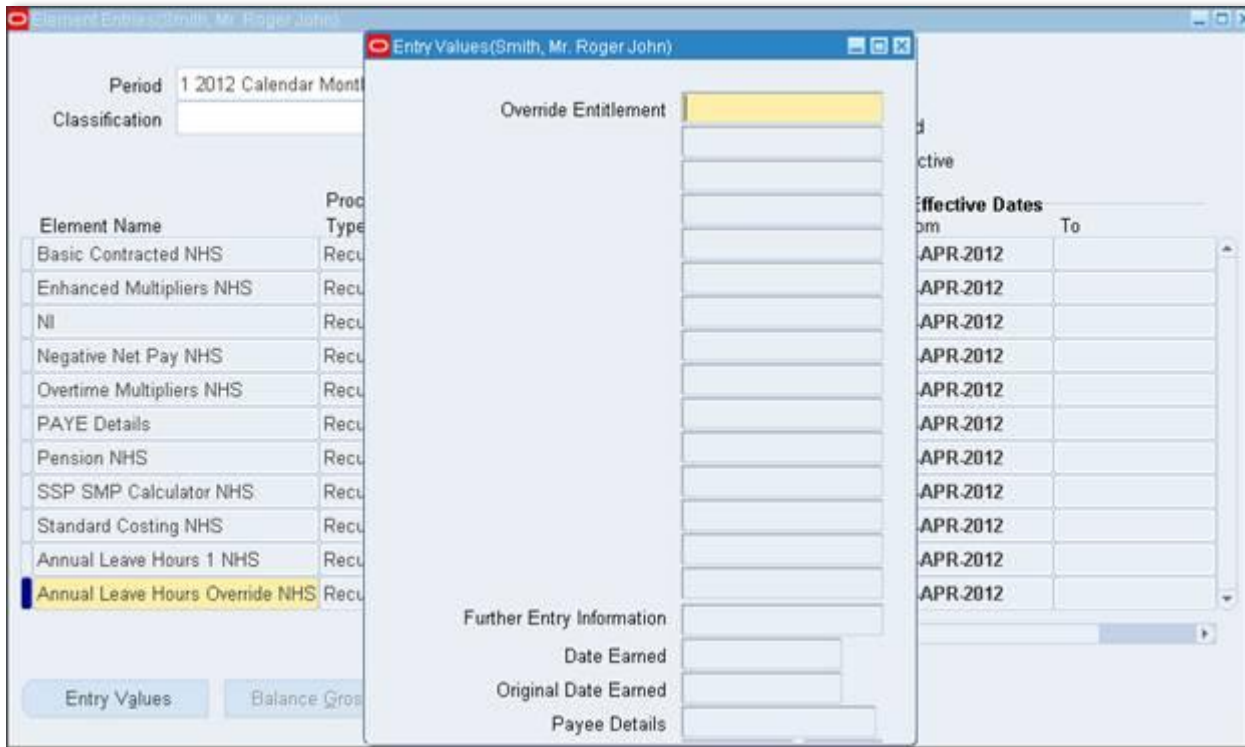 Element Entries(Smith, Mr. Roger John)
Entry Values(Smith, Mr. Roger John)
Period 1 2012 Calendar Mont
Classification
Override Entitlement
d
ctive
Proc
Effective Dates
Element Name Type om To
Basic Contracted NHS Recu APR-2012
Enhanced Multipliers NHS Recu APR-2012
NI Recu APR-2012
Negative Net Pay NHS Recu APR-2012
Overtime Multipliers NHS Recu APR-2012
PAYE Details Recu APR-2012
Pension NHS Recu APR-2012
SSP SMP Calculator NHS Recu APR-2012
Standard Costing NHS Recu APR-2012
Annual Leave Hours 1 NHS Recu APR-2012
Annual Leave Hours Override NHS Recu APR-2012
Further Entry Information
Date Earned
Original Date Earned
Payee Details
Entry Values Balance Gros